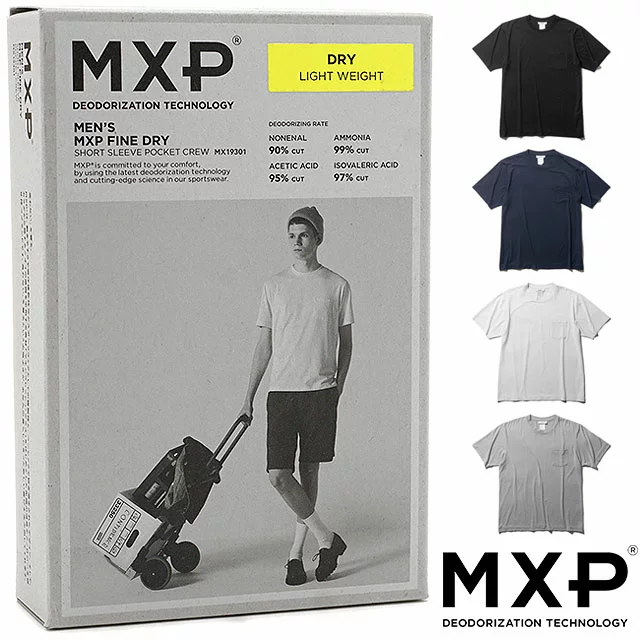 MXP®
DEODORIZATION TECHNOLOGY
DRY
LIGHT WEIGHT
MEN'S
MXP FINE DRY
SHORT SLEEVE POCKET CREW MX19301
MXP® is committed to your comfort,
by using the latest deodorization technology
and cutting-edge science in our sportswear.
DEODORIZING RATE
NONENAL
90% CUT
AMMONIA
99% CUT
ACETIC ACID
95% CUT
ISOVALERIC ACID
97% CUT
MXP®
DEODORIZATION TECHNOLOGY